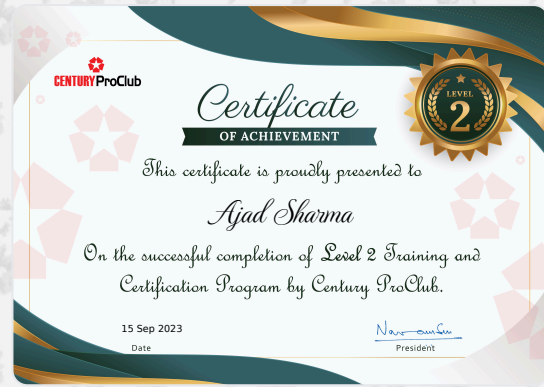 CENTURY ProClub
Certificate
OF ACHIEVEMENT
LEVEL
2
This certificate is proudly presented to
Ajad Sharma
On the successful completion of Level 2 Training and
Certification Program by Century ProClub.
15 Sep 2023
Date
President